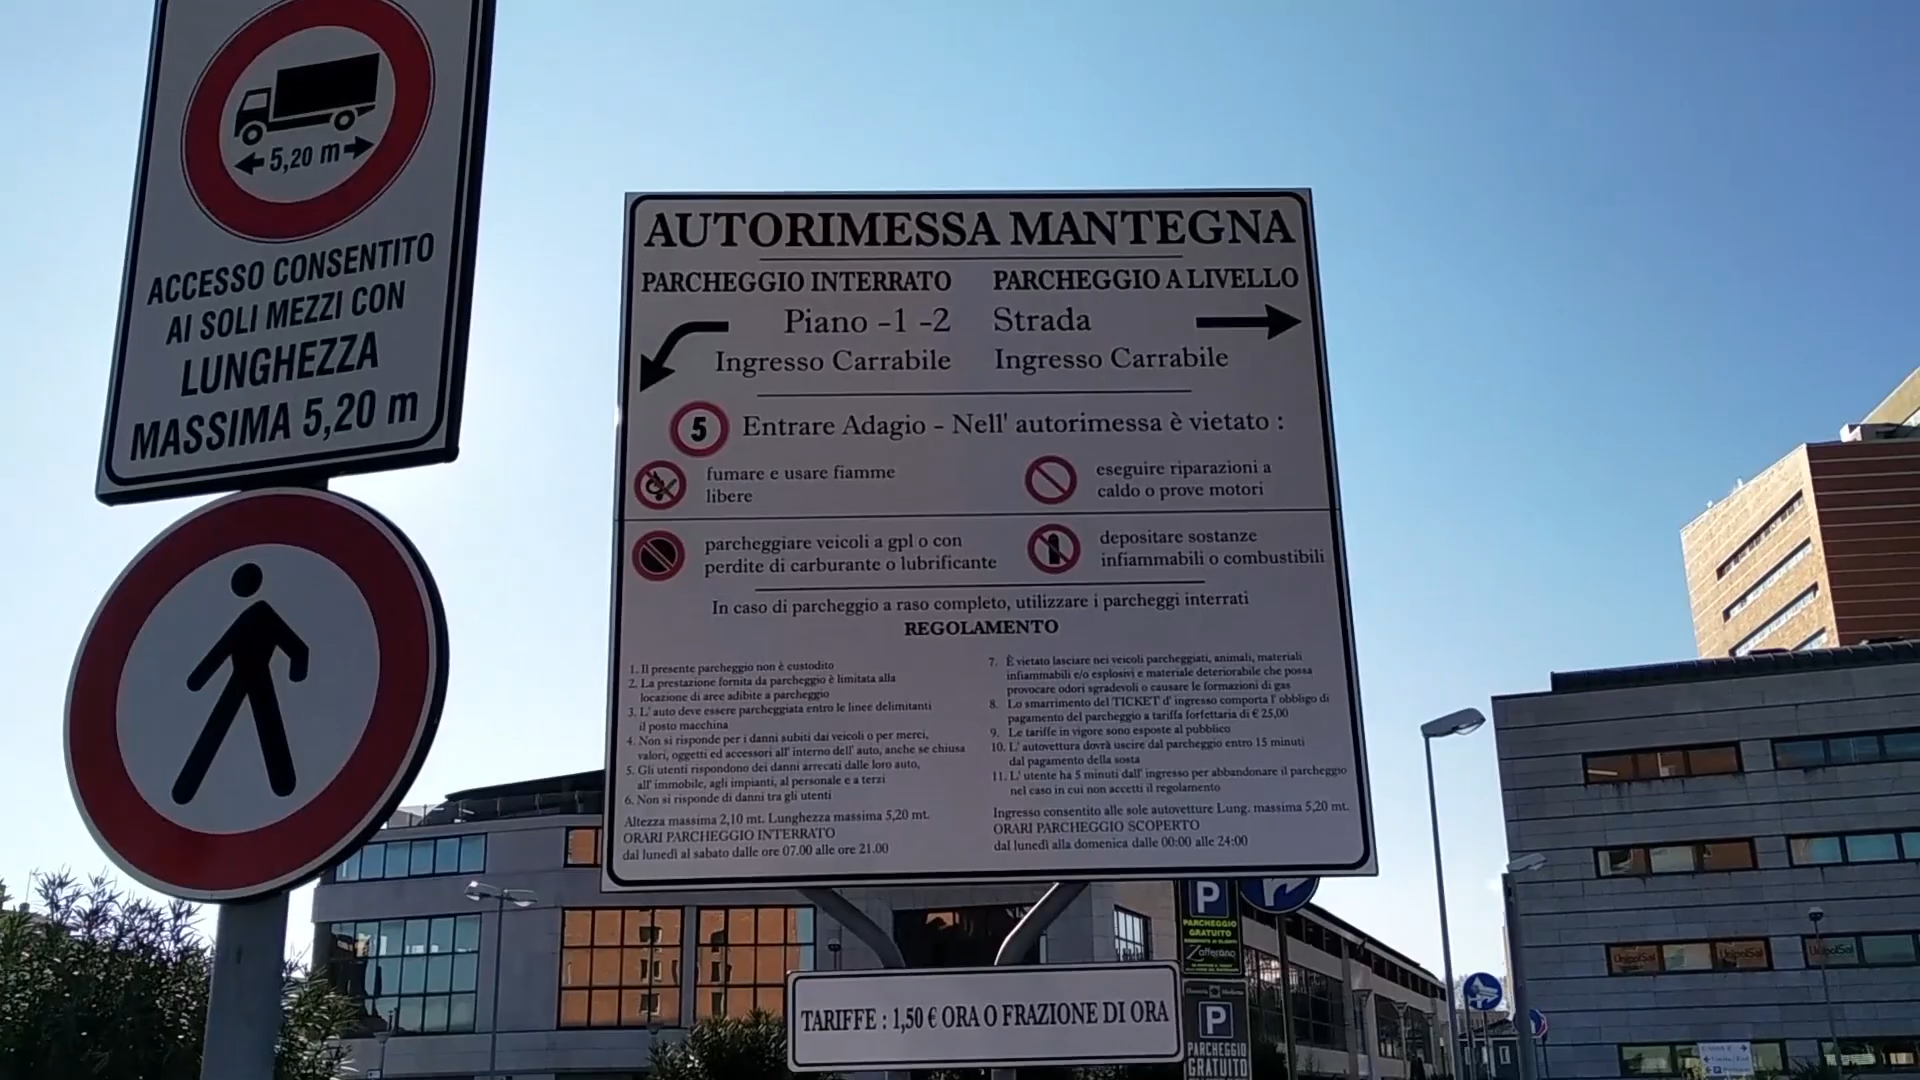 5,20 m
ACCESSO CONSENTITO
AI SOLI MEZZI CON
LUNGHEZZA
MASSIMA 5,20 m
AUTORIMESSA MANTEGNA
PARCHEGGIO INTERRATO
Piano -1 -2
Ingresso Carrabile
PARCHEGGIO A LIVELLO
Strada
Ingresso Carrabile
5 Entrare Adagio - Nell' autorimessa è vietato :
fumare e usare fiamme
libere
eseguire riparazioni a
caldo o prove motori
parcheggiare veicoli a gpl o con
perdite di carburante o lubrificante
depositare sostanze
infiammabili o combustibili
In caso di parcheggio a raso completo, utilizzare i parcheggi interrati
REGOLAMENTO
1. Il presente parcheggio non è custodito
2. La prestazione fornita da parcheggio è limitata alla
locazione di aree adibite a parcheggio
3. L' auto deve essere parcheggiata entro le linee delimitanti
il posto macchina
4. Non si risponde per i danni subiti dai veicoli o per merci,
valori, oggetti ed accessori all' interno dell' auto, anche se chiusa
5. Gli utenti rispondono dei danni arrecati dalle loro auto,
all' immobile, agli impianti, al personale e a terzi
6. Non si risponde di danni tra gli utenti
Altezza massima 2,10 mt. Lunghezza massima 5,20 mt.
ORARI PARCHEGGIO INTERRATO
dal lunedì al sabato dalle ore 07.00 alle ore 21.00
7. È vietato lasciare nei veicoli parcheggiati, animali, materiali
infiammabili e/o esplosivi e materiale deteriorabile che possa
provocare odori sgradevoli o causare le formazioni di gas
8. Lo smarrimento del TICKET d' ingresso comporta l' obbligo di
pagamento del parcheggio a tariffa forfettaria di € 25,00
9. Le tariffe in vigore sono esposte al pubblico
10. L' autovettura dovrà uscire dal parcheggio entro 15 minuti
dal pagamento della sosta
11. L' utente ha 5 minuti dall' ingresso per abbandonare il parcheggio
nel caso in cui non accetti il regolamento
Ingresso consentito alle sole autovetture Lung. massima 5,20 mt.
ORARI PARCHEGGIO SCOPERTO
dal lunedì alla domenica dalle 00:00 alle 24:00
TARIFFE : 1,50 € ORA O FRAZIONE DI ORA
P
PARCHEGGIO
GRATUITO
Zafferano
P
PARCHEGGIO
GRATUITO
UnipolSai
UnipolSai